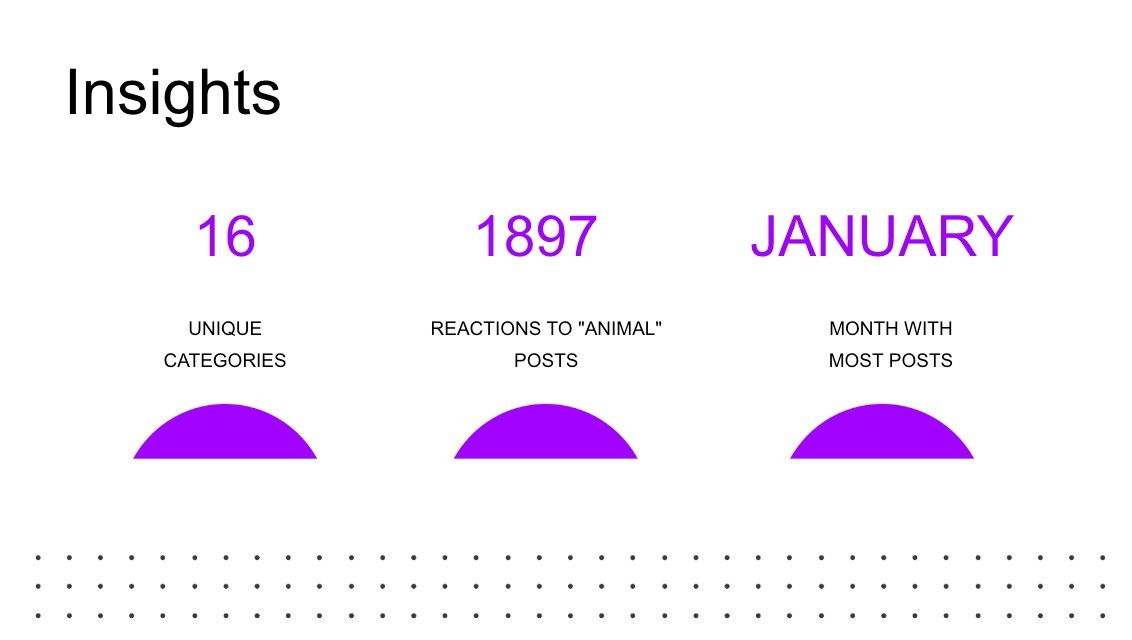 Insights
16
UNIQUE
CATEGORIES
1897
REACTIONS TO "ANIMAL"
POSTS
JANUARY
MONTH WITH
MOST POSTS